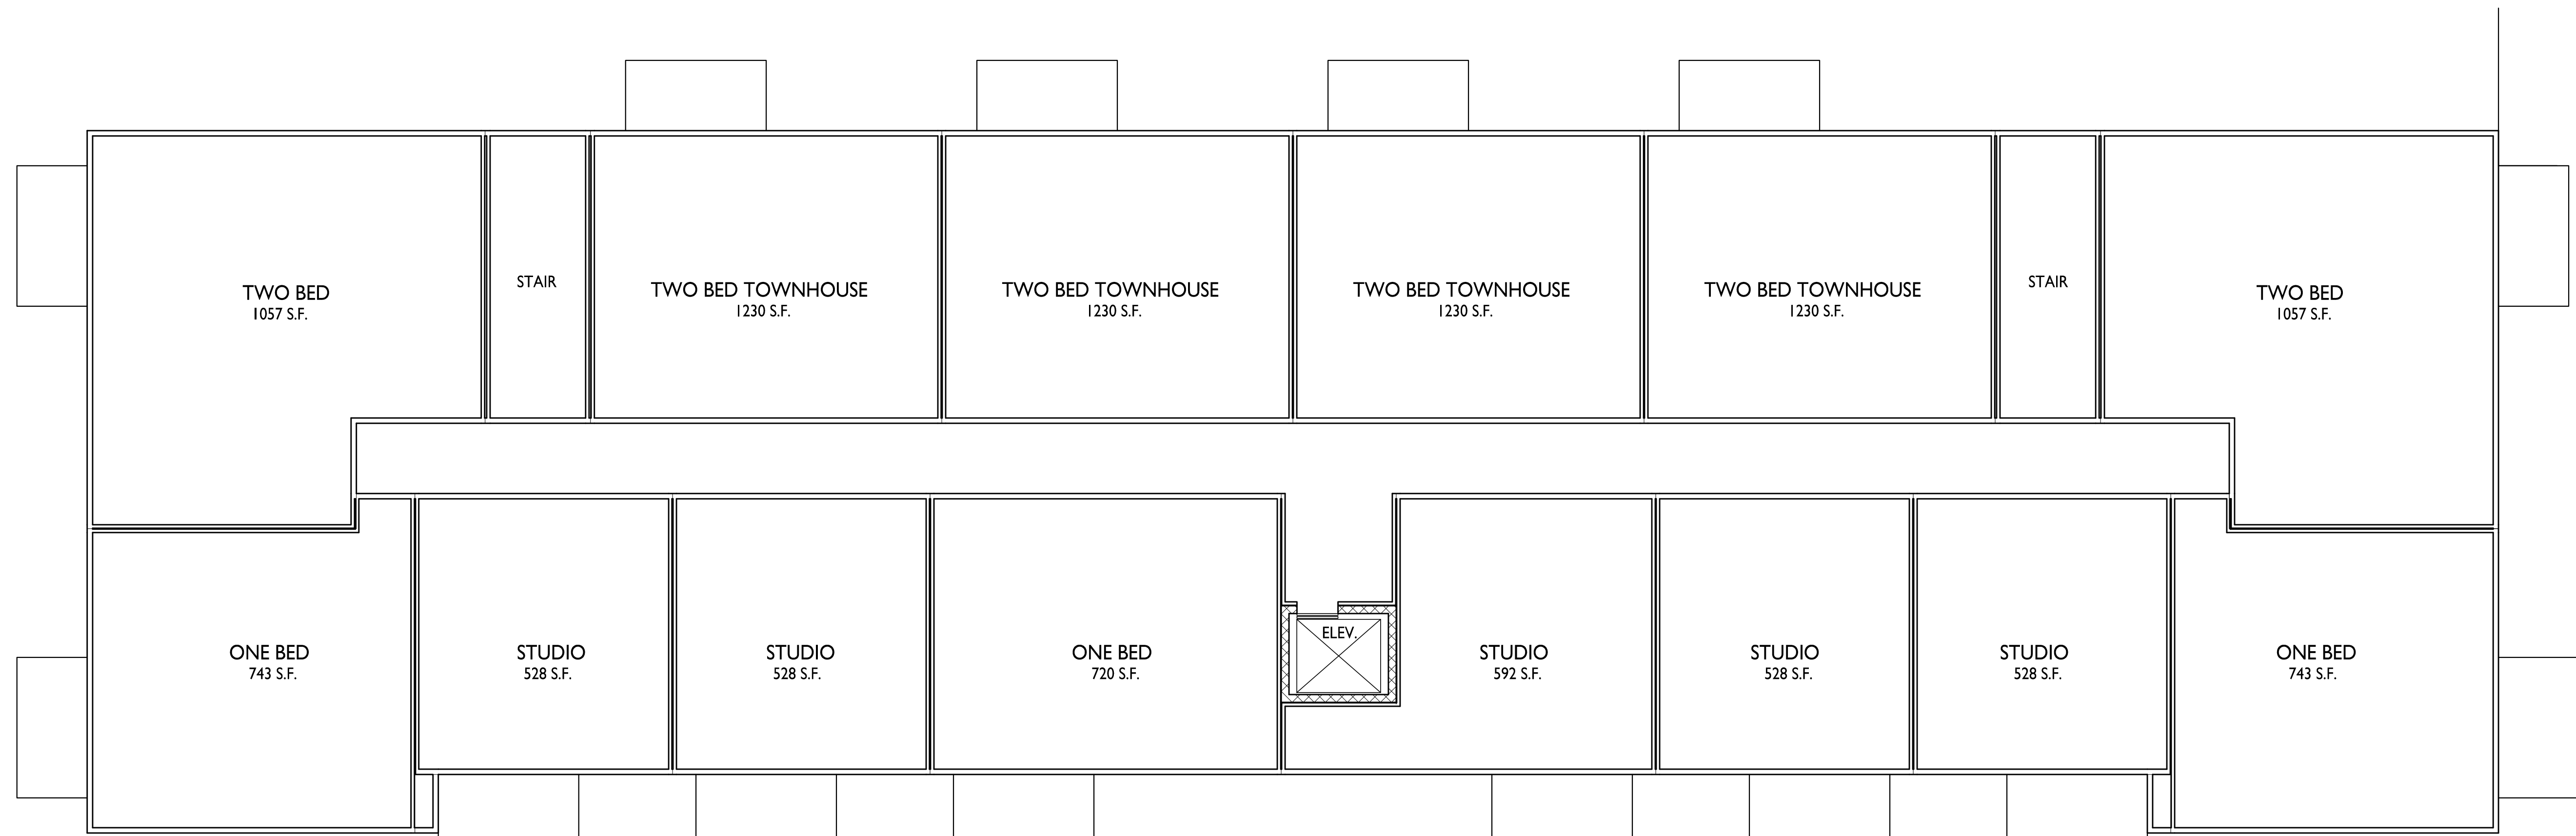 TWO BED
1057 S.F.
STAIR
TWO BED TOWNHOUSE
1230 S.F.
TWO BED TOWNHOUSE
1230 S.F.
TWO BED TOWNHOUSE
1230 S.F.
TWO BED TOWNHOUSE
1230 S.F.
STAIR
TWO BED
1057 S.F.
ONE BED
743 S.F.
STUDIO
528 S.F.
STUDIO
528 S.F.
ONE BED
720 S.F.
ELEV.
STUDIO
592 S.F.
STUDIO
528 S.F.
STUDIO
528 S.F.
ONE BED
743 S.F.